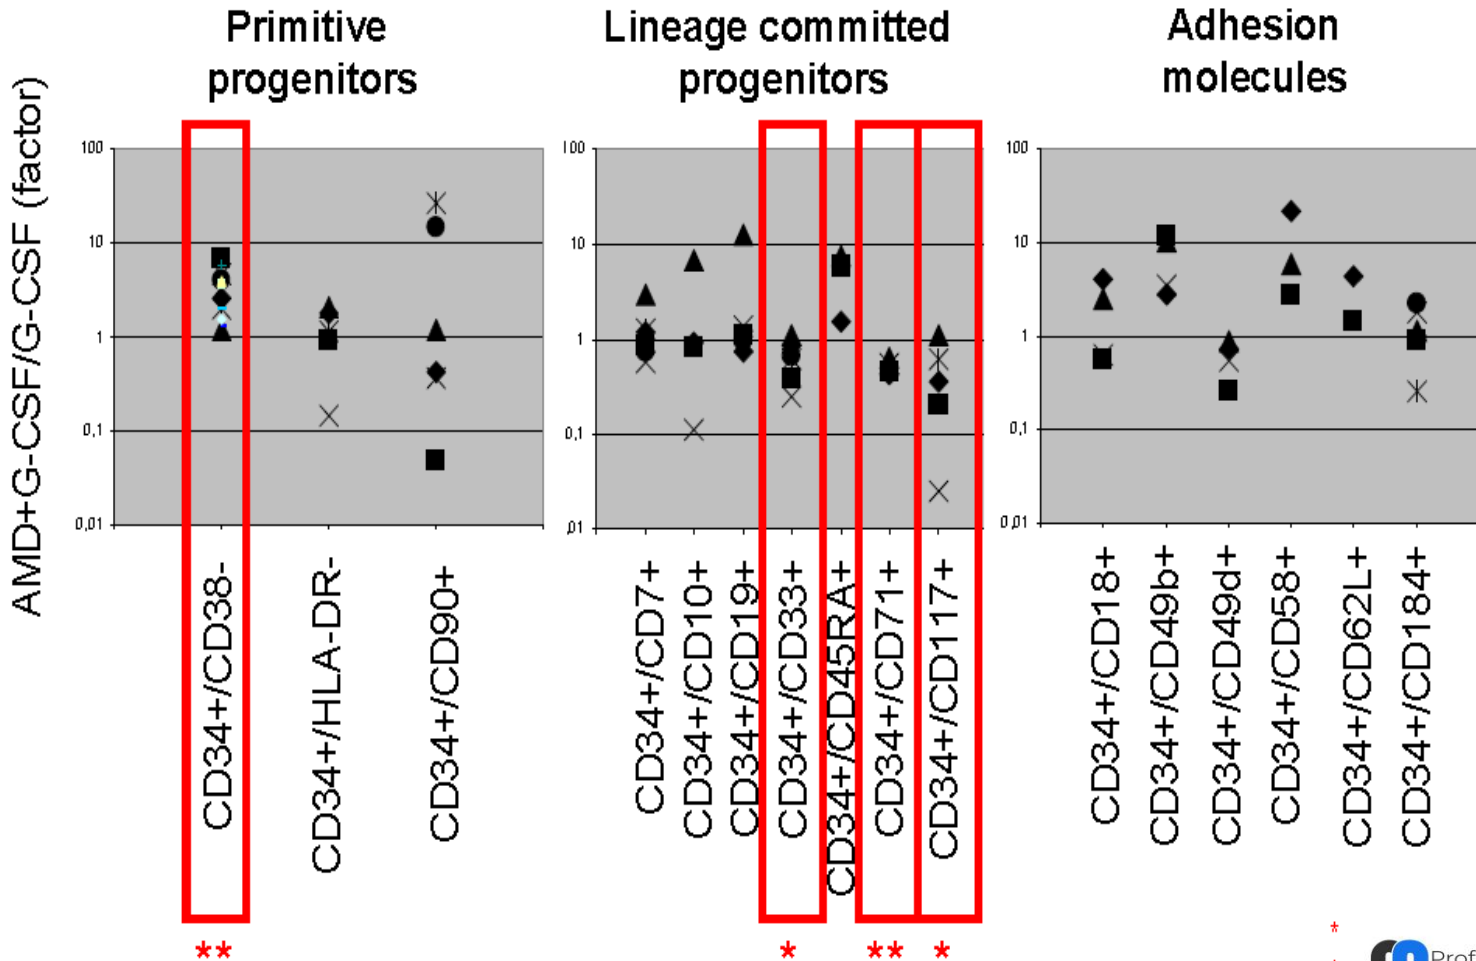 Primitive
progenitors
Lineage committed
progenitors
Adhesion
molecules
AMD+G-CSF/G-CSF (factor)
100
10
1
0,1
0,01
100
10
1
0,1
,01
100
10
1
0,1
0,01
CD34+/CD38-
CD34+/HLA-DR-
CD34+/CD90+
CD34+/CD7+
CD34+/CD10+
CD34+/CD19+
CD34+/CD33+
CD34+/CD45RA+
CD34+/CD71+
CD34+/CD117+
CD34+/CD18+
CD34+/CD49b+
CD34+/CD49d+
CD34+/CD58+
CD34+/CD62L+
CD34+/CD184+
**
*
**
*
*
Prof